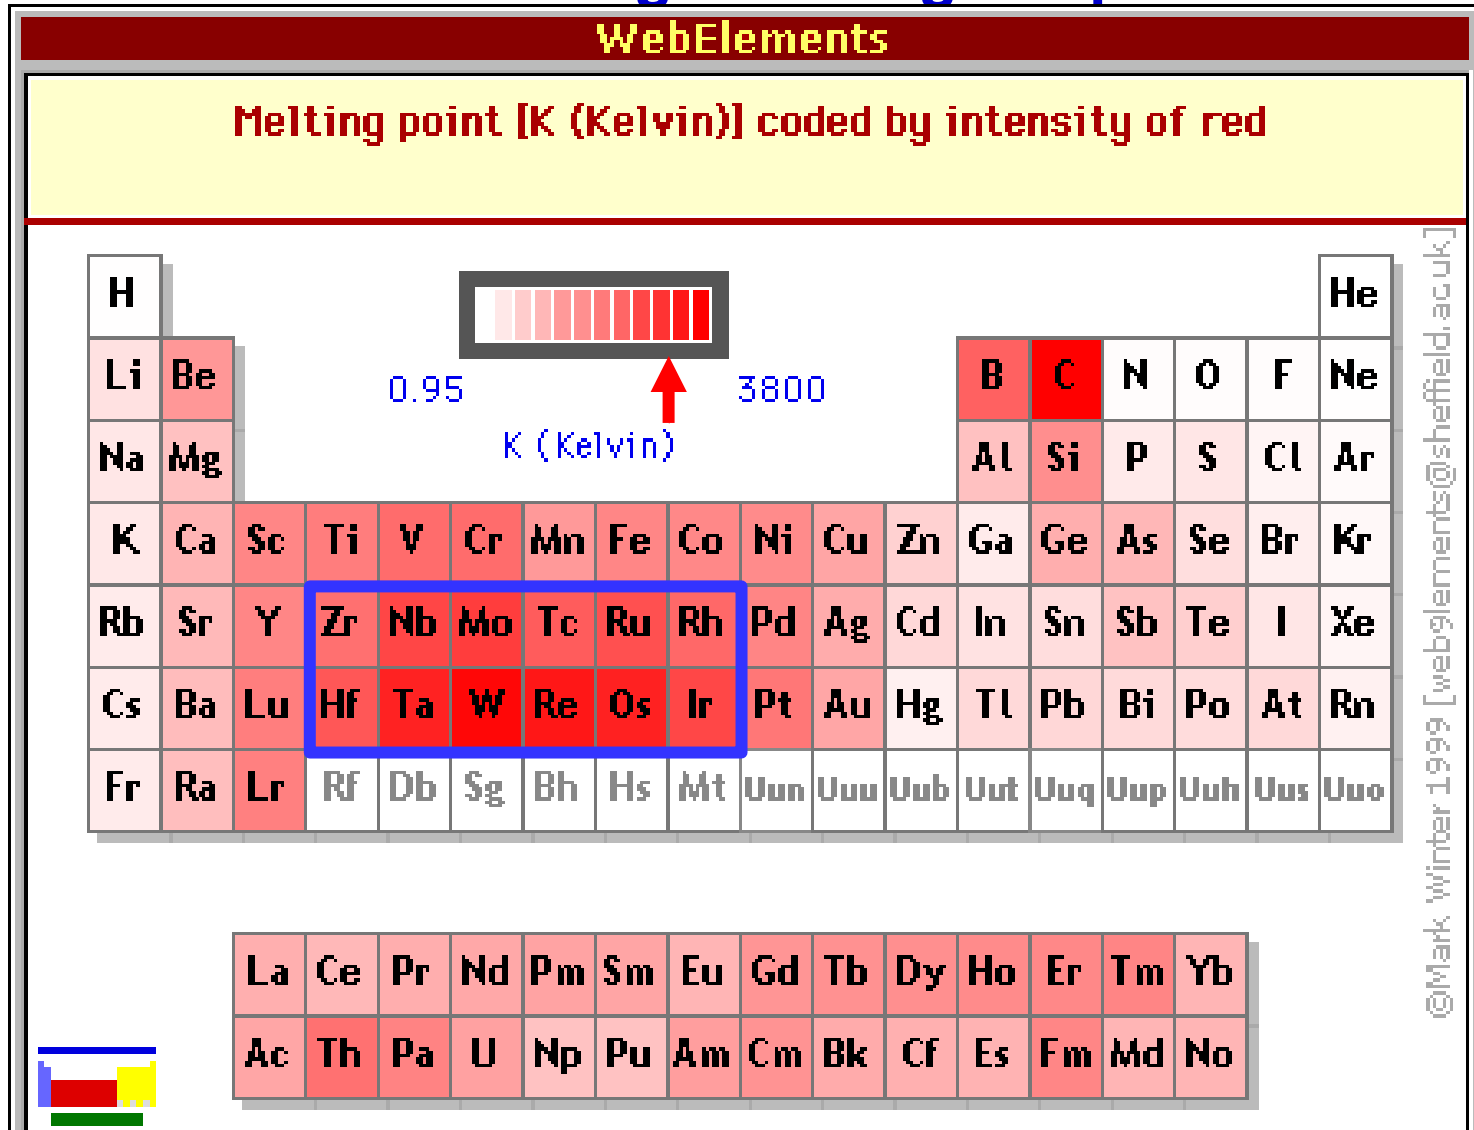 WebElements
Melting point [K (Kelvin)] coded by intensity of red
H He
Li Be B C N O F Ne
0.95 3800
K (Kelvin)
Na Mg Al Si P S Cl Ar
K Ca Sc Ti V Cr Mn Fe Co Ni Cu Zn Ga Ge As Se Br Kr
Rb Sr Y Zr Nb Mo Tc Ru Rh Pd Ag Cd In Sn Sb Te I Xe
Cs Ba Lu Hf Ta W Re Os Ir Pt Au Hg Tl Pb Bi Po At Rn
Fr Ra Lr Rf Db Sg Bh Hs Mt Uun Uuu Uub Uut Uuq Uup Uuh Uus Uuo
La Ce Pr Nd Pm Sm Eu Gd Tb Dy Ho Er Tm Yb
Ac Th Pa U Np Pu Am Cm Bk Cf Es Fm Md No
©Mark Winter 1999 [webelements@sheffield.ac.uk]